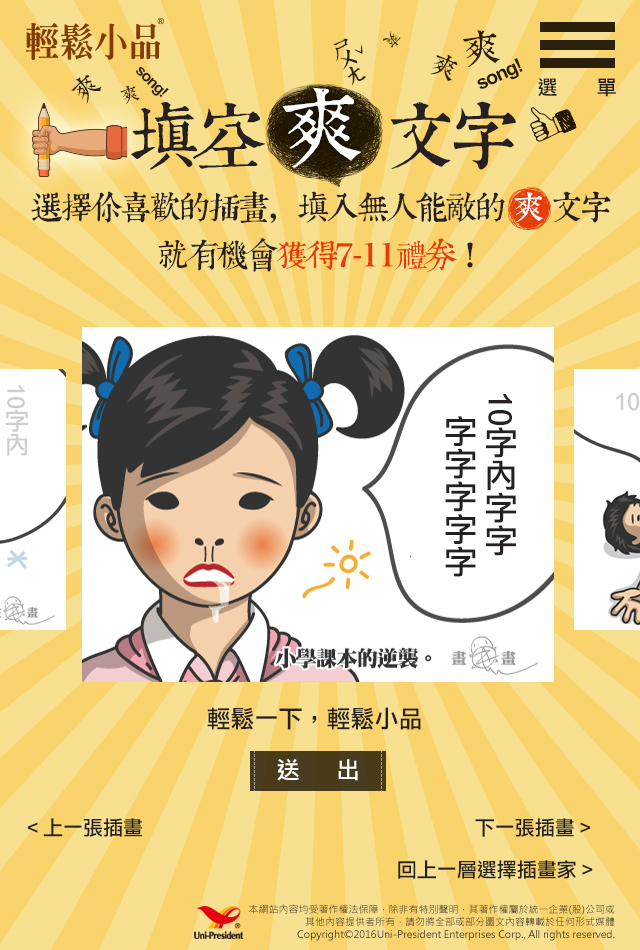 輕鬆小品®
選 單
爽
song!
爽
ㄕㄨㄤ
爽
爽
song!
填空爽文字
選擇你喜歡的插畫，填入無人能敵的爽文字
就有機會獲得7-11禮券！
10字內
畫
10
10字內字字
字字字字字
小學課本的逆襲。
畫 畫
輕鬆一下，輕鬆小品
送 出
< 上一張插畫
下一張插畫 >
回上一層選擇插畫家 >
Uni-President
本網站內容均受著作權法保障，除非有特別聲明，其著作權屬於統一企業(股)公司或
其他內容提供者所有，請勿將全部或部分圖文內容轉載於任何形式媒體
Copyright©2016Uni-President Enterprises Corp, All rights reserved.